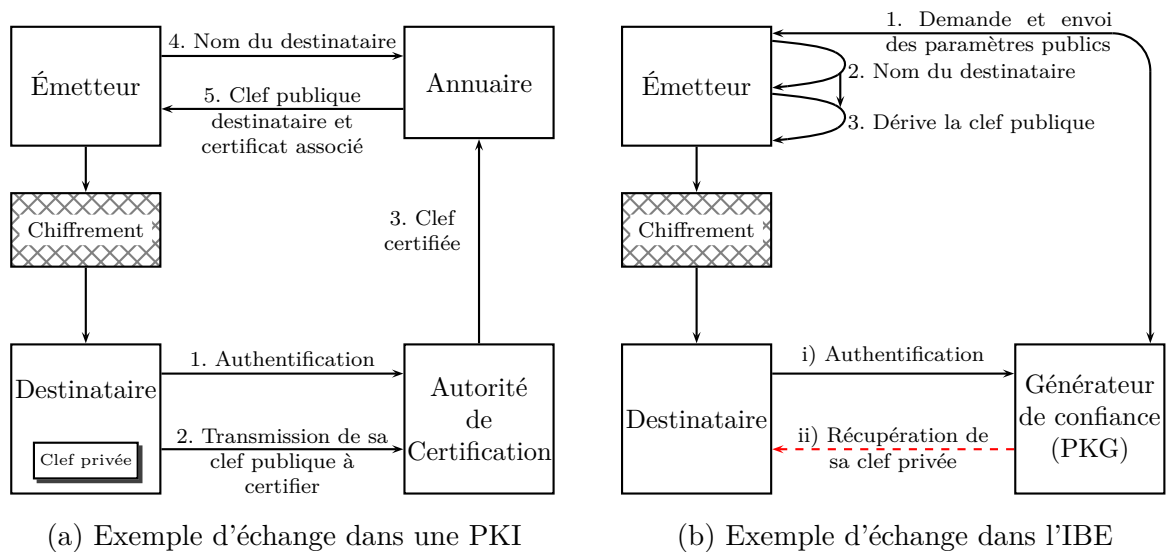 4. Nom du destinataire
Émetteur
Annuaire
5. Clef publique
destinataire et
certificat associé
Chiffrement
3. Clef
certifiée
1. Authentification
Destinataire
Clef privée
2. Transmission de sa
clef publique à
certifier
Autorité
de
Certification
(a) Exemple d'échange dans une PKI
1. Demande et envoi
des paramètres publics
Émetteur
2. Nom du destinataire
3. Dérive la clef publique
Chiffrement
i) Authentification
Destinataire
ii) Récupération de
sa clef privée
Générateur
de confiance
(PKG)
(b) Exemple d'échange dans l'IBE